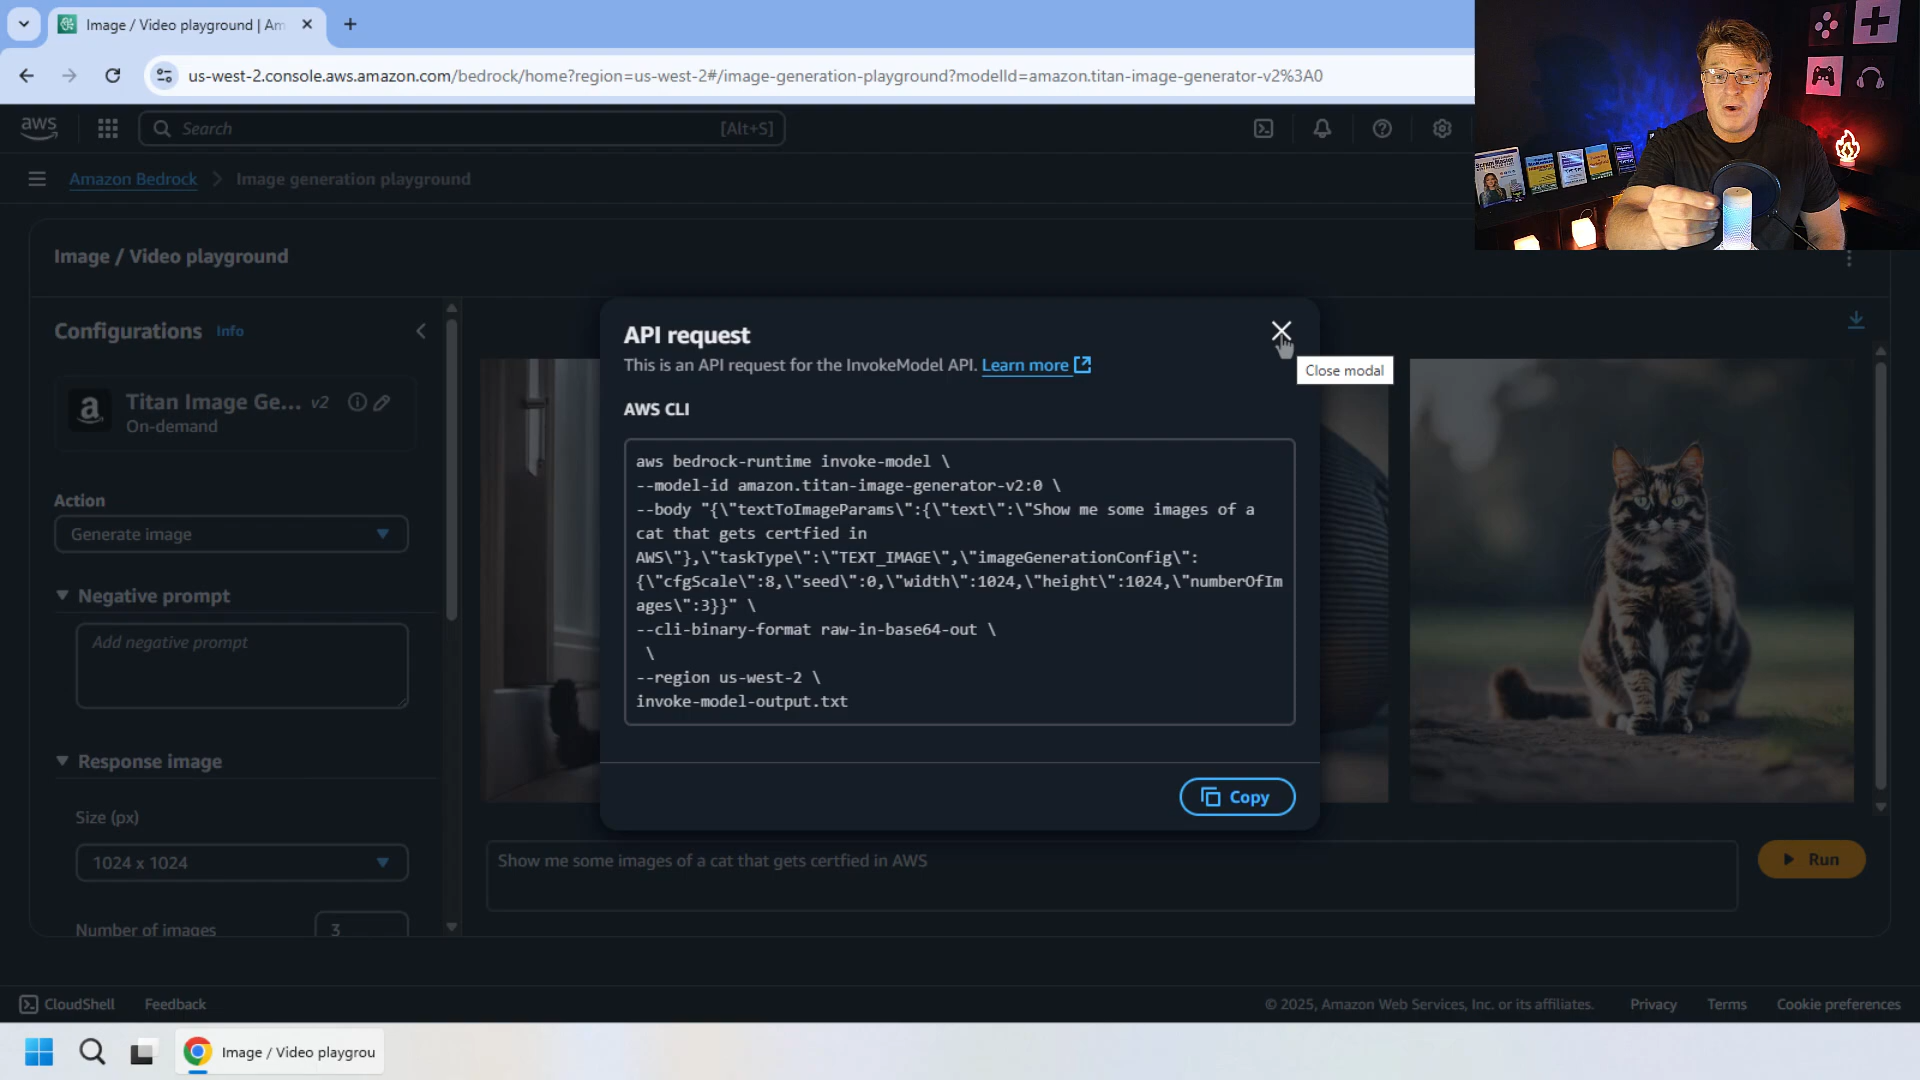 Image / Video playground | Am
us-west-2.console.aws.amazon.com/bedrock/home?region=us-west-2#/image-generation-playground?modelId=amazon.titan-image-generator-v2%3A0
aws
Search
[Alt+S]
Amazon Bedrock
Image generation playground
Image / Video playground
Configurations
Info
a
Titan Image Ge...
v2
On-demand
Action
Generate image
Negative prompt
Add negative prompt
Response image
Size (px)
1024 x 1024
Number of images
3
API request
This is an API request for the InvokeModel API. Learn more
Close modal
AWS CLI
aws bedrock-runtime invoke-model \
--model-id amazon.titan-image-generator-v2:0 \
--body "{\"textToImageParams\":{\"text\":\"Show me some images of a
cat that gets certfied in
AWS\"},\"taskType\":\"TEXT_IMAGE\",\"imageGenerationConfig\":
{\"cfgScale\":8,\"seed\":0,\"width\":1024,\"height\":1024,\"numberOfIm
ages\":3}}" \
--cli-binary-format raw-in-base64-out \
\
--region us-west-2 \
invoke-model-output.txt
Copy
Show me some images of a cat that gets certfied in AWS
Run
CloudShell
Feedback
© 2025, Amazon Web Services, Inc. or its affiliates.
Privacy
Terms
Cookie preferences
Image / Video playgrou